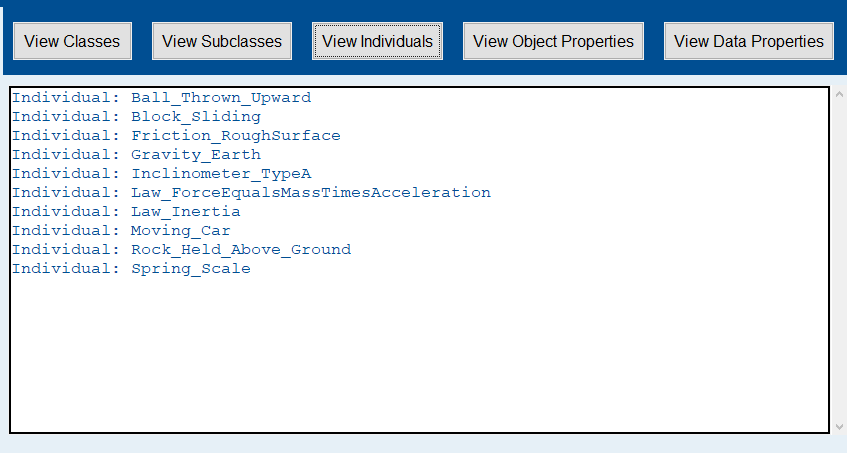 View Classes View Subclasses View Individuals View Object Properties View Data Properties
Individual: Ball_Thrown_Upward
Individual: Block_Sliding
Individual: Friction_RoughSurface
Individual: Gravity_Earth
Individual: Inclinometer_TypeA
Individual: Law_ForceEqualsMassTimesAcceleration
Individual: Law_Inertia
Individual: Moving_Car
Individual: Rock_Held_Above_Ground
Individual: Spring_Scale